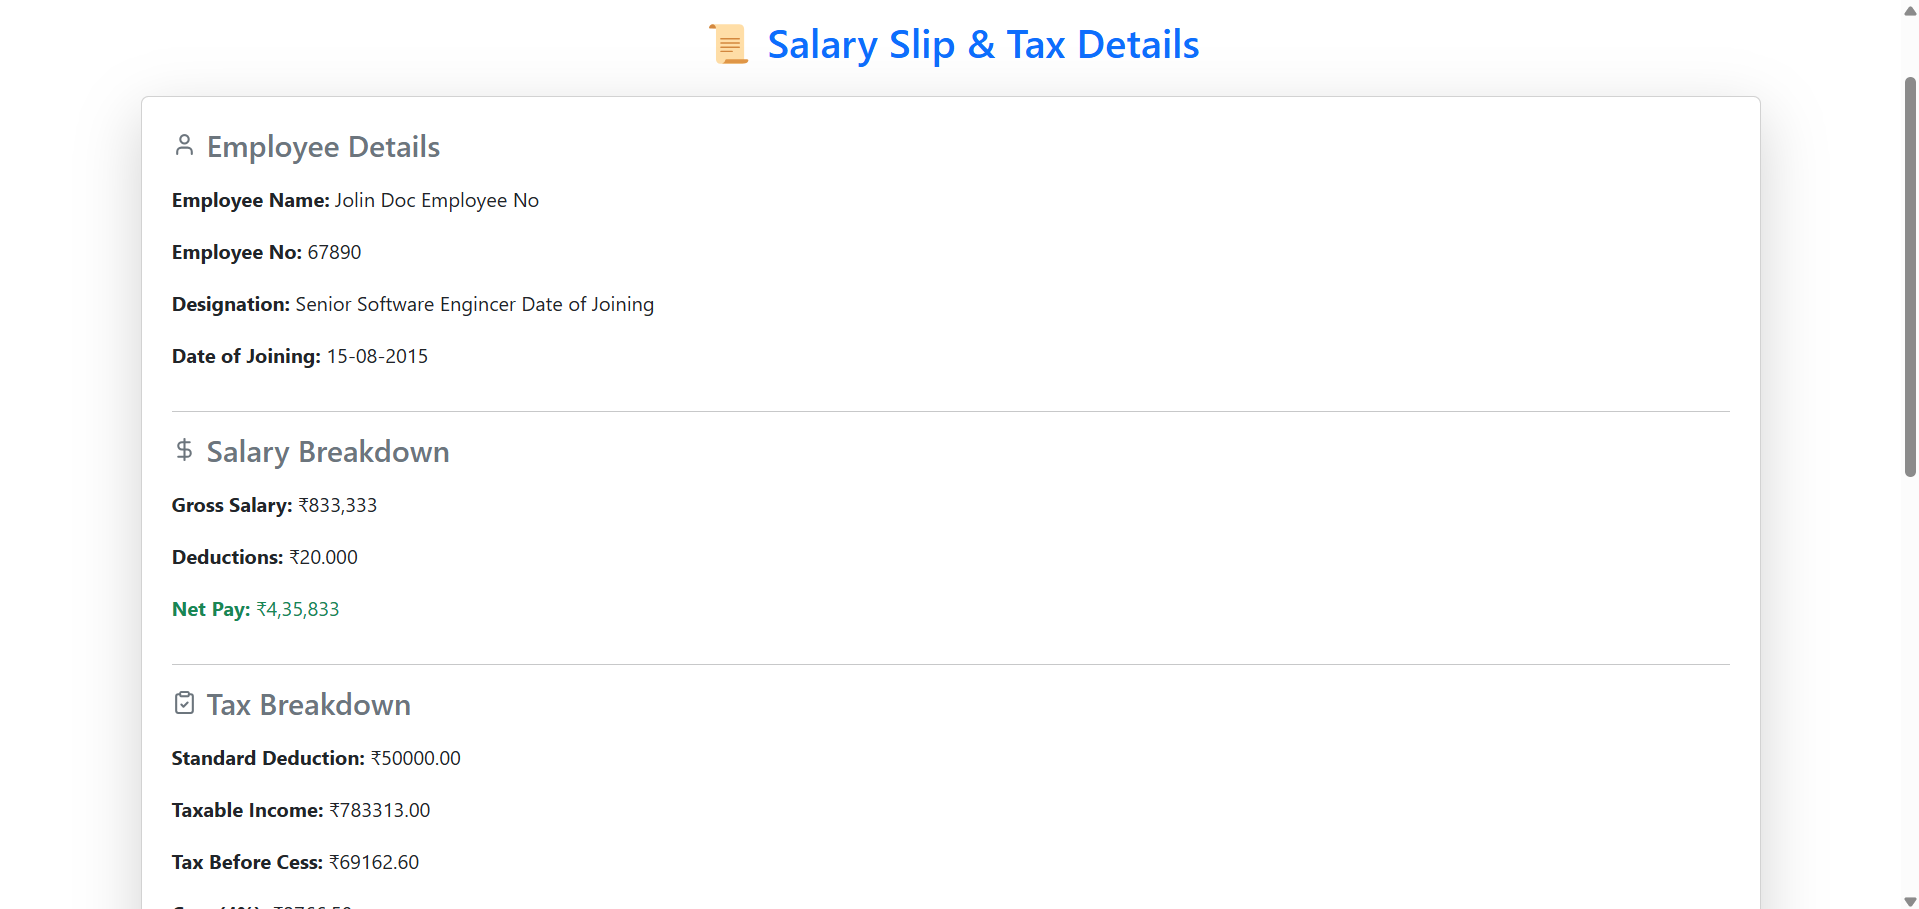 Salary Slip & Tax Details
Employee Details
Employee Name: Jolin Doc Employee No
Employee No: 67890
Designation: Senior Software Engincer Date of Joining
Date of Joining: 15-08-2015
Salary Breakdown
Gross Salary: ₹833,333
Deductions: ₹20.000
Net Pay: ₹4,35,833
Tax Breakdown
Standard Deduction: ₹50000.00
Taxable Income: ₹783313.00
Tax Before Cess: ₹69162.60